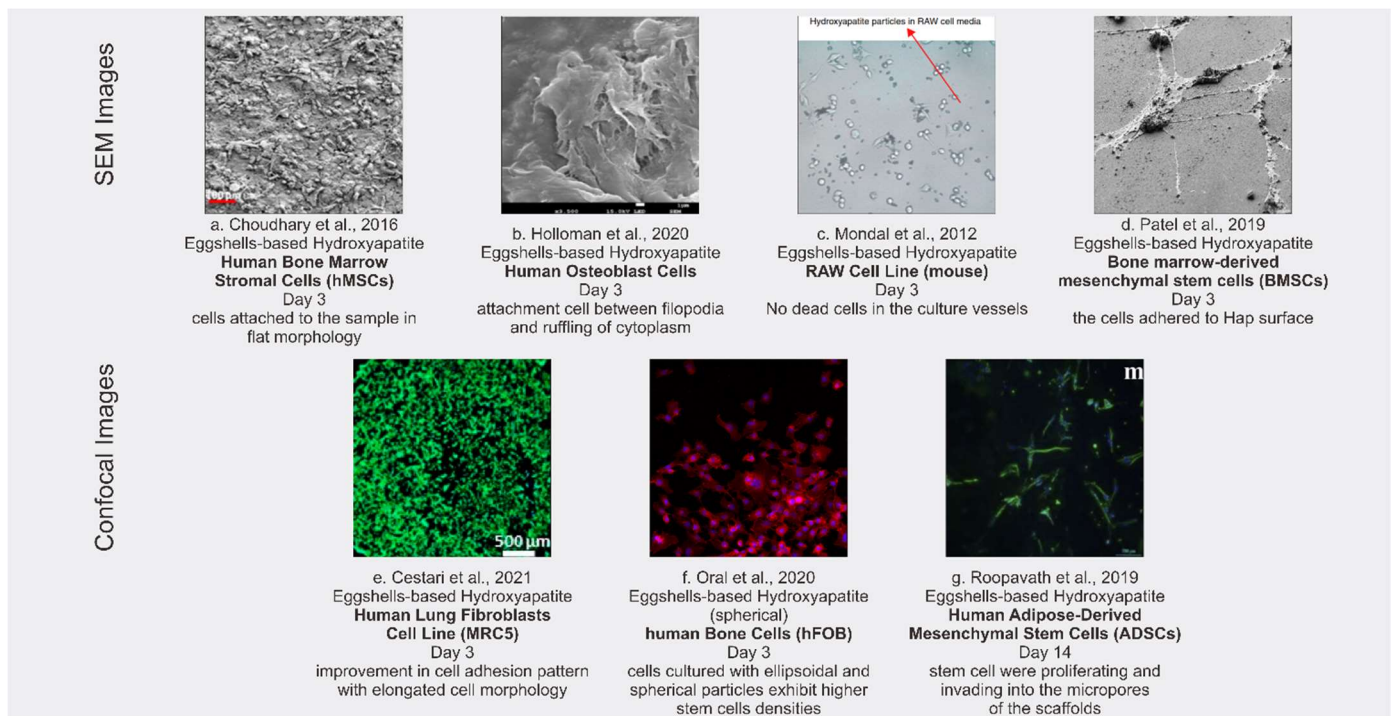 SEM Images
Hydroxyapatite particles in RAW cell media
a. Choudhary et al., 2016
Eggshells-based Hydroxyapatite
Human Bone Marrow
Stromal Cells (hMSCs)
Day 3
cells attached to the sample in
flat morphology
b. Holloman et al., 2020
Eggshells-based Hydroxyapatite
Human Osteoblast Cells
Day 3
attachment cell between filopodia
and ruffling of cytoplasm
c. Mondal et al., 2012
Eggshells-based Hydroxyapatite
RAW Cell Line (mouse)
Day 3
No dead cells in the culture vessels
d. Patel et al., 2019
Eggshells-based Hydroxyapatite
Bone marrow-derived
mesenchymal stem cells (BMSCs)
Day 3
the cells adhered to Hap surface
Confocal Images
500 µm
m
e. Cestari et al., 2021
Eggshells-based Hydroxyapatite
Human Lung Fibroblasts
Cell Line (MRC5)
Day 3
improvement in cell adhesion pattern
with elongated cell morphology
f. Oral et al., 2020
Eggshells-based Hydroxyapatite
(spherical)
human Bone Cells (hFOB)
Day 3
cells cultured with ellipsoidal and
spherical particles exhibit higher
stem cells densities
g. Roopavath et al., 2019
Eggshells-based Hydroxyapatite
Human Adipose-Derived
Mesenchymal Stem Cells (ADSCs)
Day 14
stem cell were proliferating and
invading into the micropores
of the scaffolds